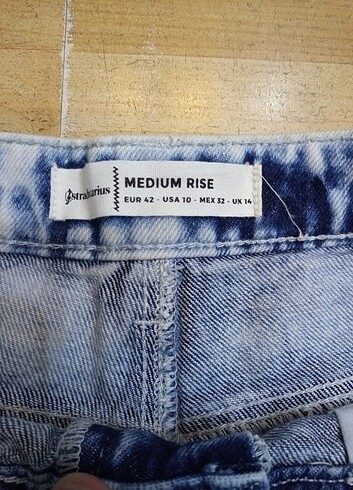 stradivarius
MEDIUM RISE
EUR 42 - USA 10 - MEX 32 - UK 14